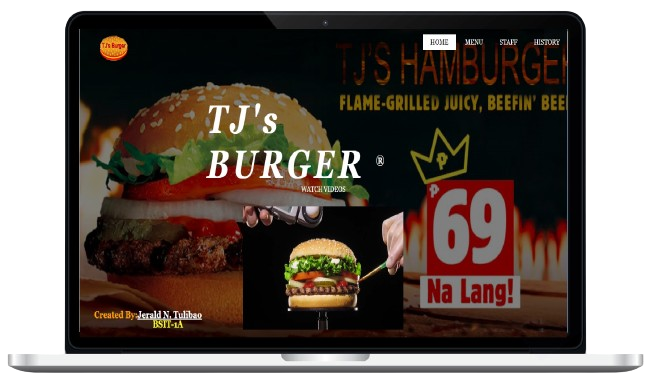 TJ's Burger
HOME MENU STAFF HISTORY
TJ'S HAMBURGER
FLAME-GRILLED JUICY, BEEFIN' BEE
TJ's
BURGER ®
WATCH VIDEOS
₱
₱69
Na Lang!
Created By:Jerald N. Tulibao
BSIT-1A